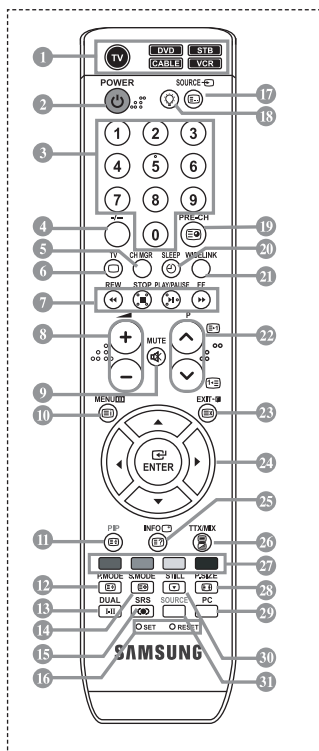 1 TV DVD STB
CABLE VCR
POWER SOURCE 17
2 18
1 2 3
3
4 5 6
7 8 9
-/-- 0 PRE-CH
4 19
5 20
TV CH MGR SLEEP WISELINK
6 21
REW STOP PLAY/PAUSE FF
7
P
8 + 22
MUTE
9 −
MENU EXIT
10 23
ENTER 24
25
PIP INFO TTX/MIX
11 26
27
P.MODE S.MODE STILL P.SIZE
12 28
DUAL SRS SOURCE PC
13 I-II 29
14 30
15 SET RESET
16 31
SAMSUNG